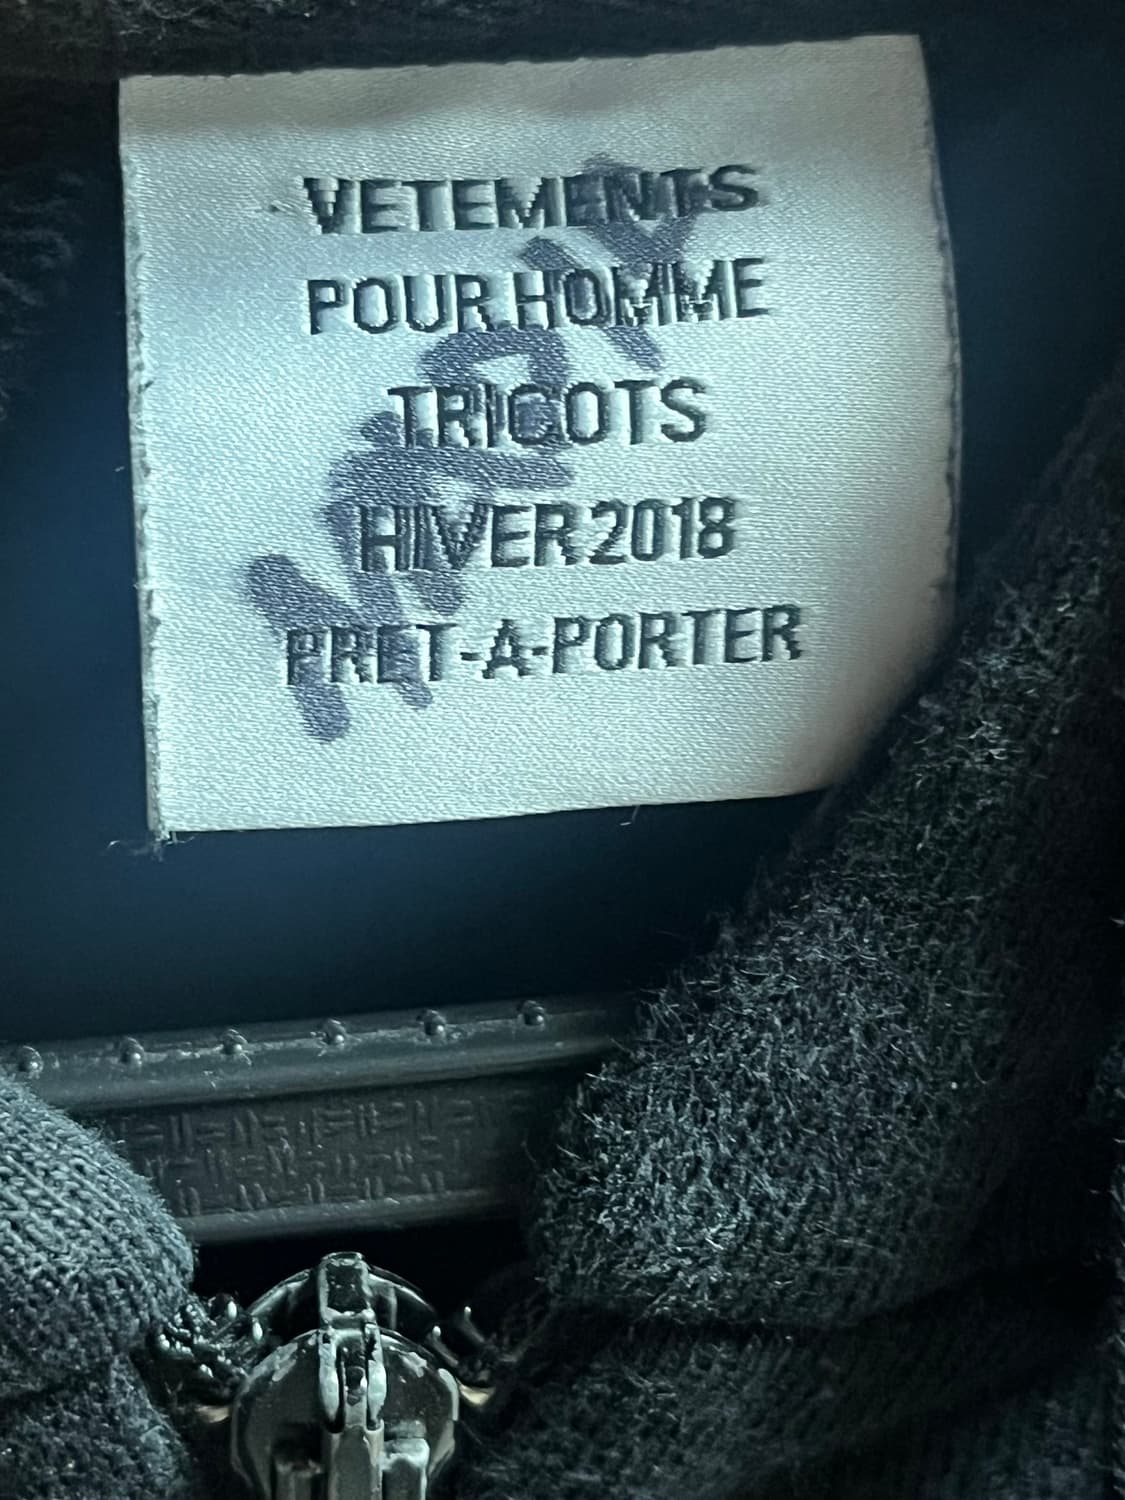 VETEMENTS
POUR HOMME
TRICOTS
HIVER 2018
PRET-A-PORTER